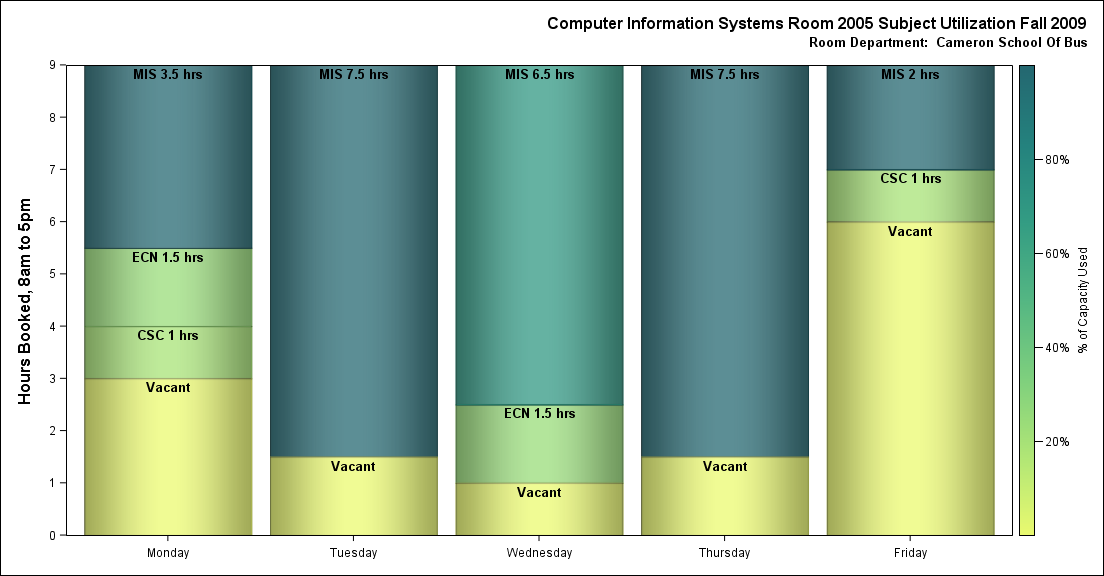 Computer Information Systems Room 2005 Subject Utilization Fall 2009
Room Department:  Cameron School Of Bus
Hours Booked, 8am to 5pm
9
8
7
6
5
4
3
2
1
0
MIS 3.5 hrs
ECN 1.5 hrs
CSC 1 hrs
Vacant
MIS 7.5 hrs
Vacant
MIS 6.5 hrs
ECN 1.5 hrs
Vacant
MIS 7.5 hrs
Vacant
MIS 2 hrs
CSC 1 hrs
Vacant
Monday
Tuesday
Wednesday
Thursday
Friday
80%
60%
40%
20%
% of Capacity Used